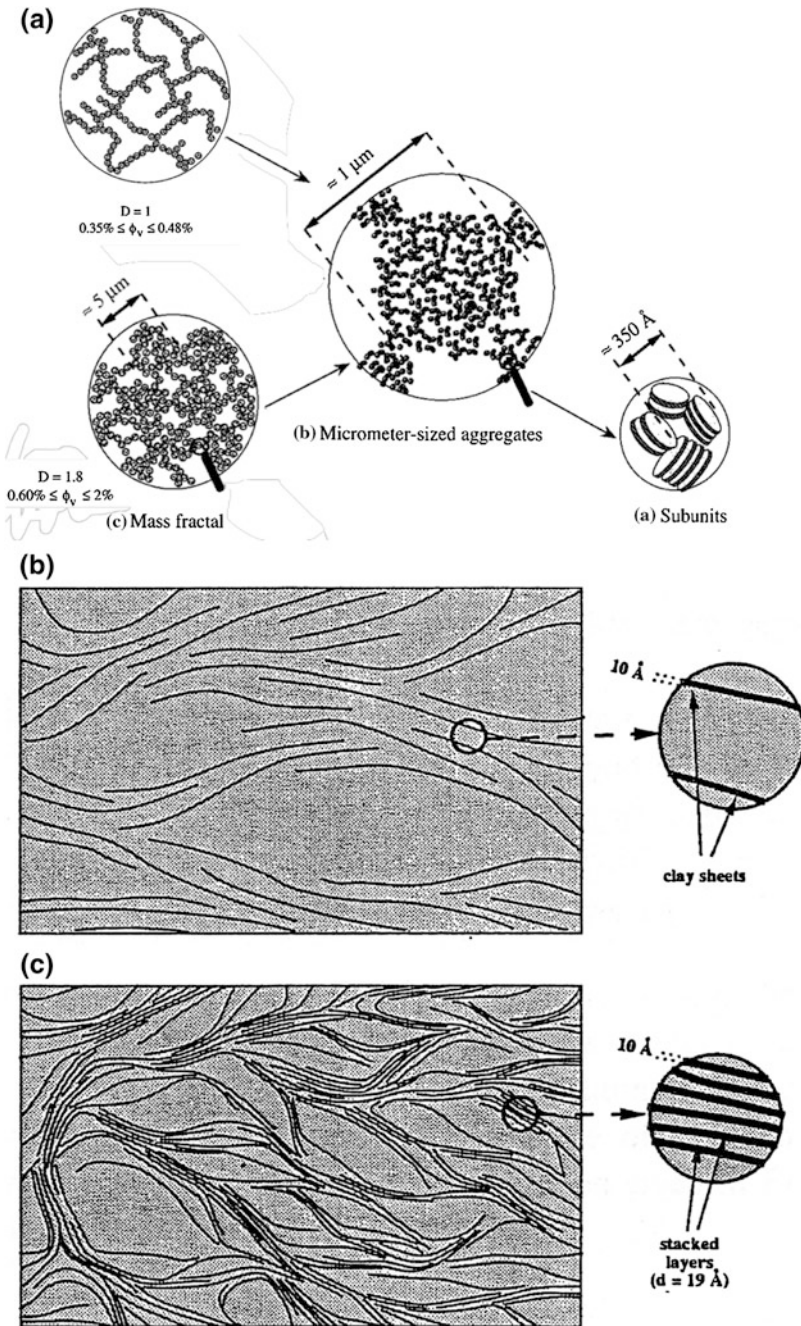 (a)
≈ 1 μm
D = 1
0.35% ≤ ϕv ≤ 0.48%
≈ 5 μm
≈ 350 Å
(b) Micrometer-sized aggregates
D = 1.8
0.60% ≤ ϕv ≤ 2%
(c) Mass fractal
(a) Subunits
(b)
10 Å
clay sheets
(c)
10 Å
stacked
layers
(d = 19 Å)